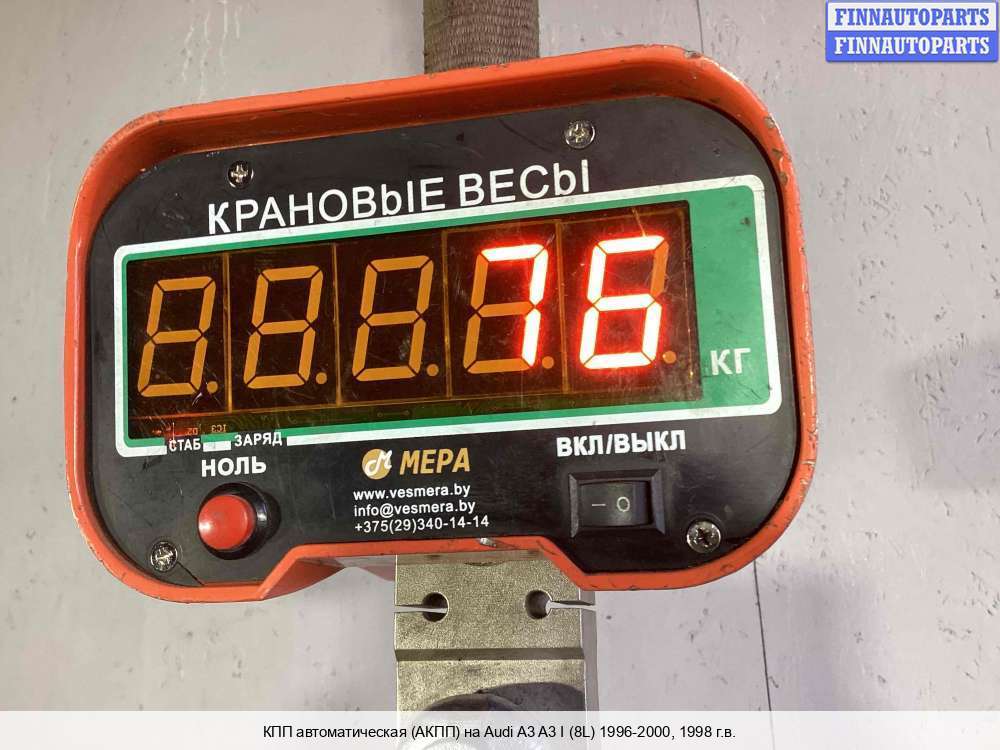 FINNAUTOPARTS
FINNAUTOPARTS
КРАНОВЫЕ ВЕСЫ
76
КГ
СТАБ ЗАРЯД
НОЛЬ
ВКЛ/ВЫКЛ
М МЕРА
www.vesmera.by
info@vesmera.by
+375(29)340-14-14
– O
КПП автоматическая (АКПП) на Audi A3 A3 I (8L) 1996-2000, 1998 г.в.